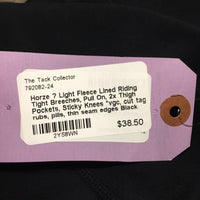 The Tack Collector
792082-24
Horze ? Light Fleece Lined Riding
Tight Breeches, Pull On, 2x Thigh
Pockets, Sticky Knees *vgc, cut tag
rubs, pills, thin seam edges Black
$38.50
2YS8WN